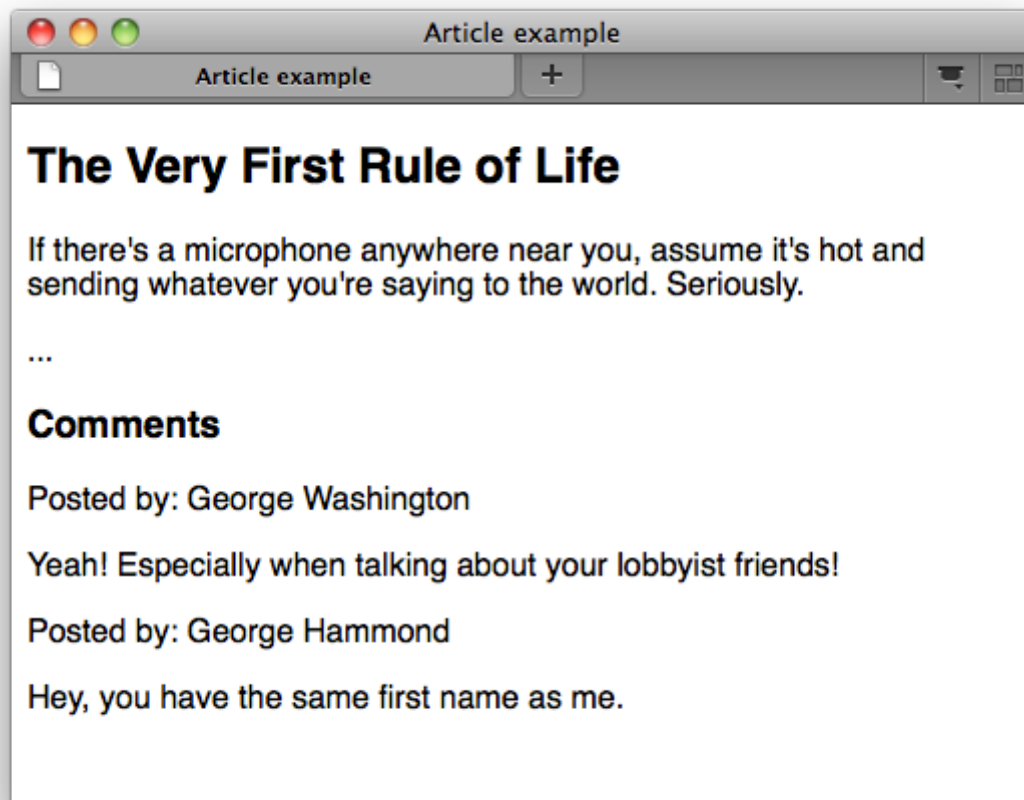 Article example
Article example
+
The Very First Rule of Life
If there's a microphone anywhere near you, assume it's hot and
sending whatever you're saying to the world. Seriously.
...
Comments
Posted by: George Washington
Yeah! Especially when talking about your lobbyist friends!
Posted by: George Hammond
Hey, you have the same first name as me.